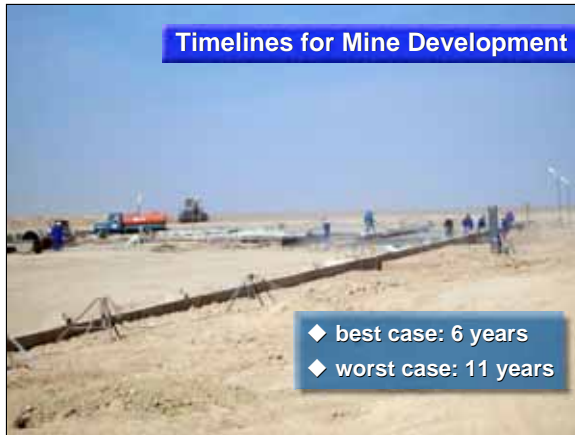 Timelines for Mine Development
◆ best case: 6 years
◆ worst case: 11 years